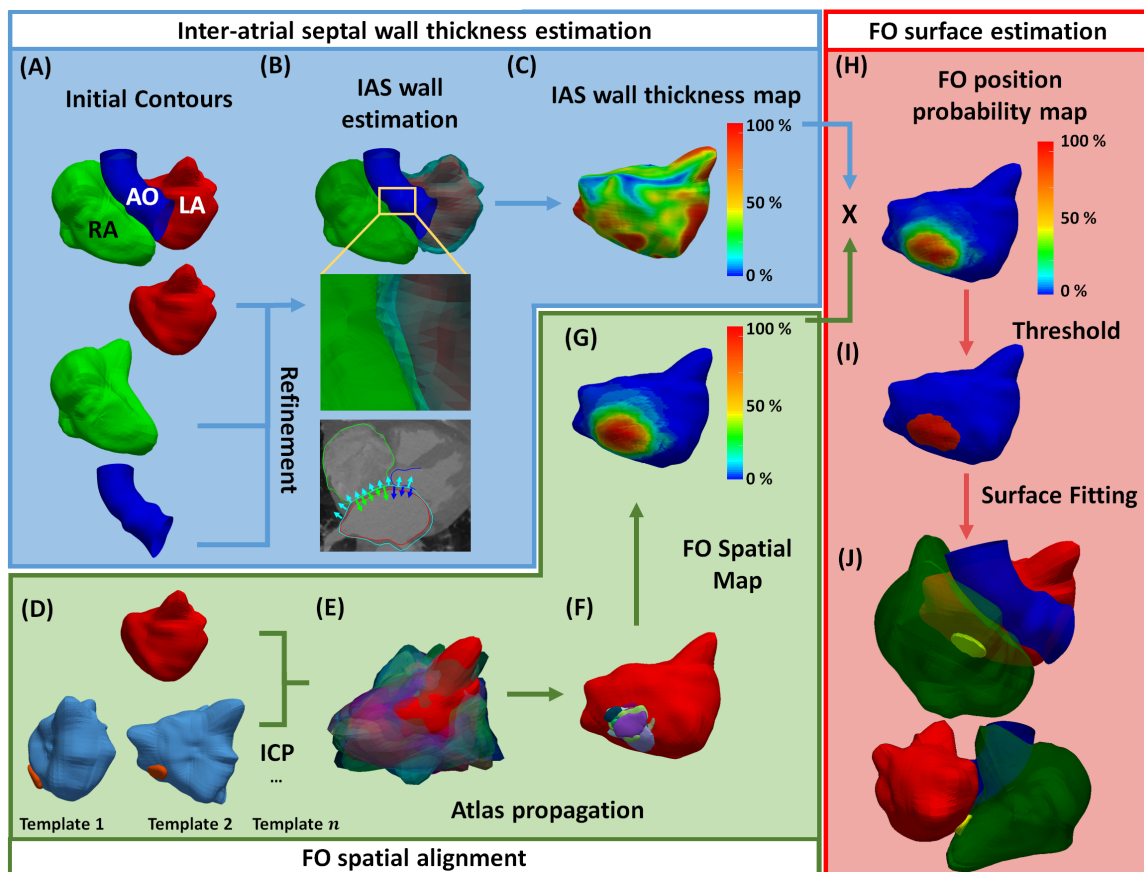 Inter-atrial septal wall thickness estimation
FO surface estimation
(A)
Initial Contours
AO
LA
RA
Refinement
(B)
IAS wall
estimation
(C)
IAS wall thickness map
100 %
50 %
0 %
(H)
FO position
probability map
100 %
50 %
0 %
X
Threshold
(I)
Surface Fitting
(J)
(G)
100 %
50 %
0 %
FO Spatial
Map
(D)
ICP
...
Template 1
Template 2
Template n
(E)
(F)
Atlas propagation
FO spatial alignment